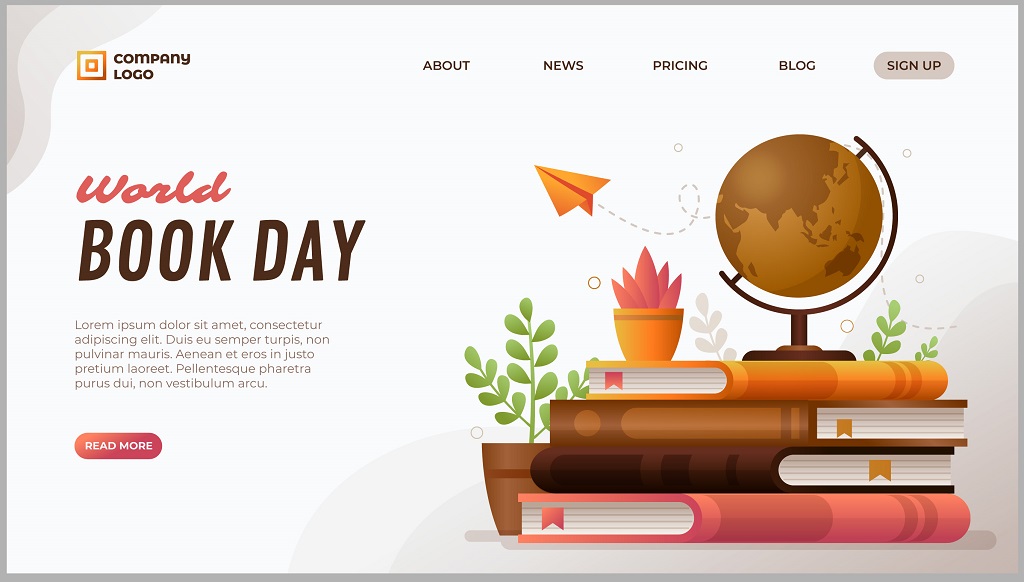 COMPANY
LOGO
ABOUT NEWS PRICING BLOG SIGN UP
World
BOOK DAY
Lorem ipsum dolor sit amet, consectetur
adipiscing elit. Duis eu semper turpis, non
pulvinar mauris. Aenean et eros in justo
pretium laoreet. Pellentesque pharetra
purus dui, non vestibulum arcu.
READ MORE